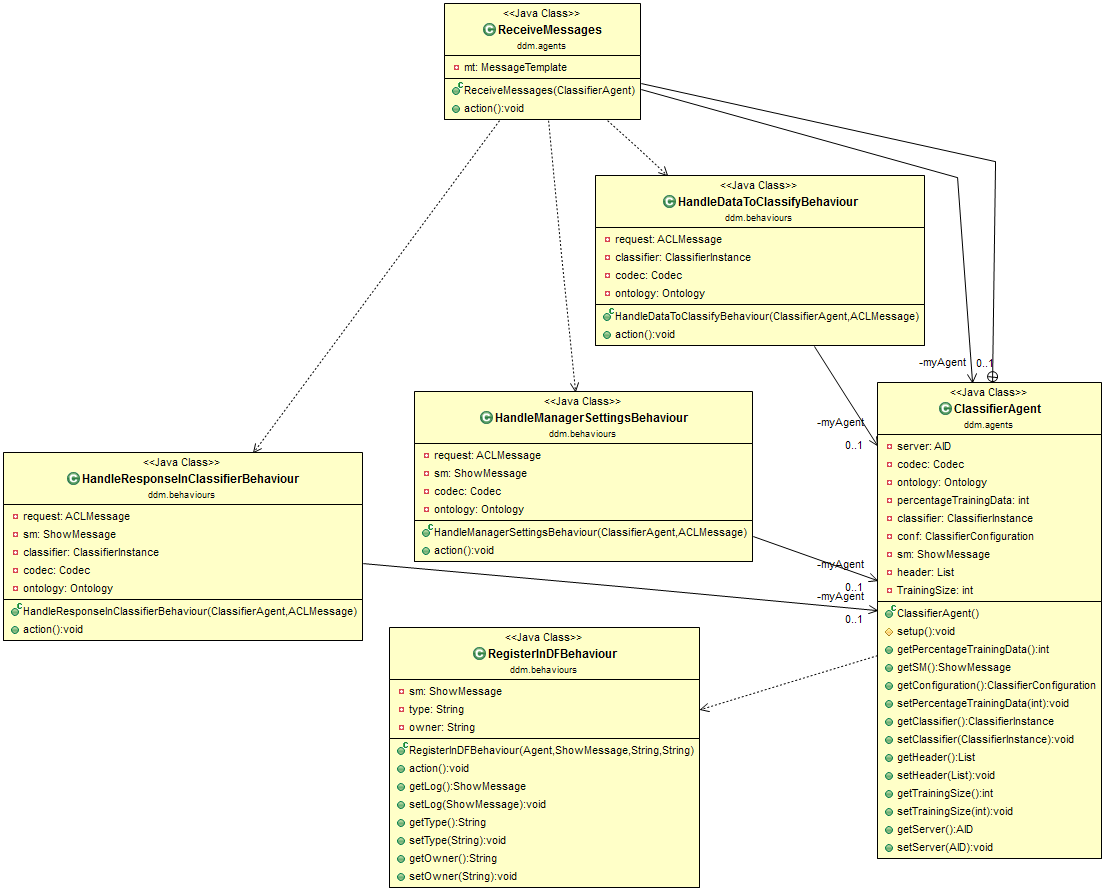 <<Java Class>>
ReceiveMessages
ddm.agents
mt: MessageTemplate
ReceiveMessages(ClassifierAgent)
action():void
<<Java Class>>
HandleDataToClassifyBehaviour
ddm.behaviours
request: ACLMessage
classifier: ClassifierInstance
codec: Codec
ontology: Ontology
HandleDataToClassifyBehaviour(ClassifierAgent,ACLMessage)
action():void
-myAgent 0..1
<<Java Class>>
ClassifierAgent
ddm.agents
server: AID
codec: Codec
ontology: Ontology
percentageTrainingData: int
classifier: ClassifierInstance
conf: ClassifierConfiguration
sm: ShowMessage
header: List
TrainingSize: int
ClassifierAgent()
setup():void
getPercentageTrainingData():int
getSM():ShowMessage
getConfiguration():ClassifierConfiguration
setPercentageTrainingData(int):void
getClassifier():ClassifierInstance
setClassifier(ClassifierInstance):void
getHeader():List
setHeader(List):void
getTrainingSize():int
setTrainingSize(int):void
getServer():AID
setServer(AID):void
-myAgent
0..1
<<Java Class>>
HandleManagerSettingsBehaviour
ddm.behaviours
request: ACLMessage
sm: ShowMessage
codec: Codec
ontology: Ontology
HandleManagerSettingsBehaviour(ClassifierAgent,ACLMessage)
action():void
-myAgent
0..1
<<Java Class>>
HandleResponseInClassifierBehaviour
ddm.behaviours
request: ACLMessage
sm: ShowMessage
classifier: ClassifierInstance
codec: Codec
ontology: Ontology
HandleResponseInClassifierBehaviour(ClassifierAgent,ACLMessage)
action():void
-myAgent
0..1
<<Java Class>>
RegisterInDFBehaviour
ddm.behaviours
sm: ShowMessage
type: String
owner: String
RegisterInDFBehaviour(Agent,ShowMessage,String,String)
action():void
getLog():ShowMessage
setLog(ShowMessage):void
getType():String
setType(String):void
getOwner():String
setOwner(String):void